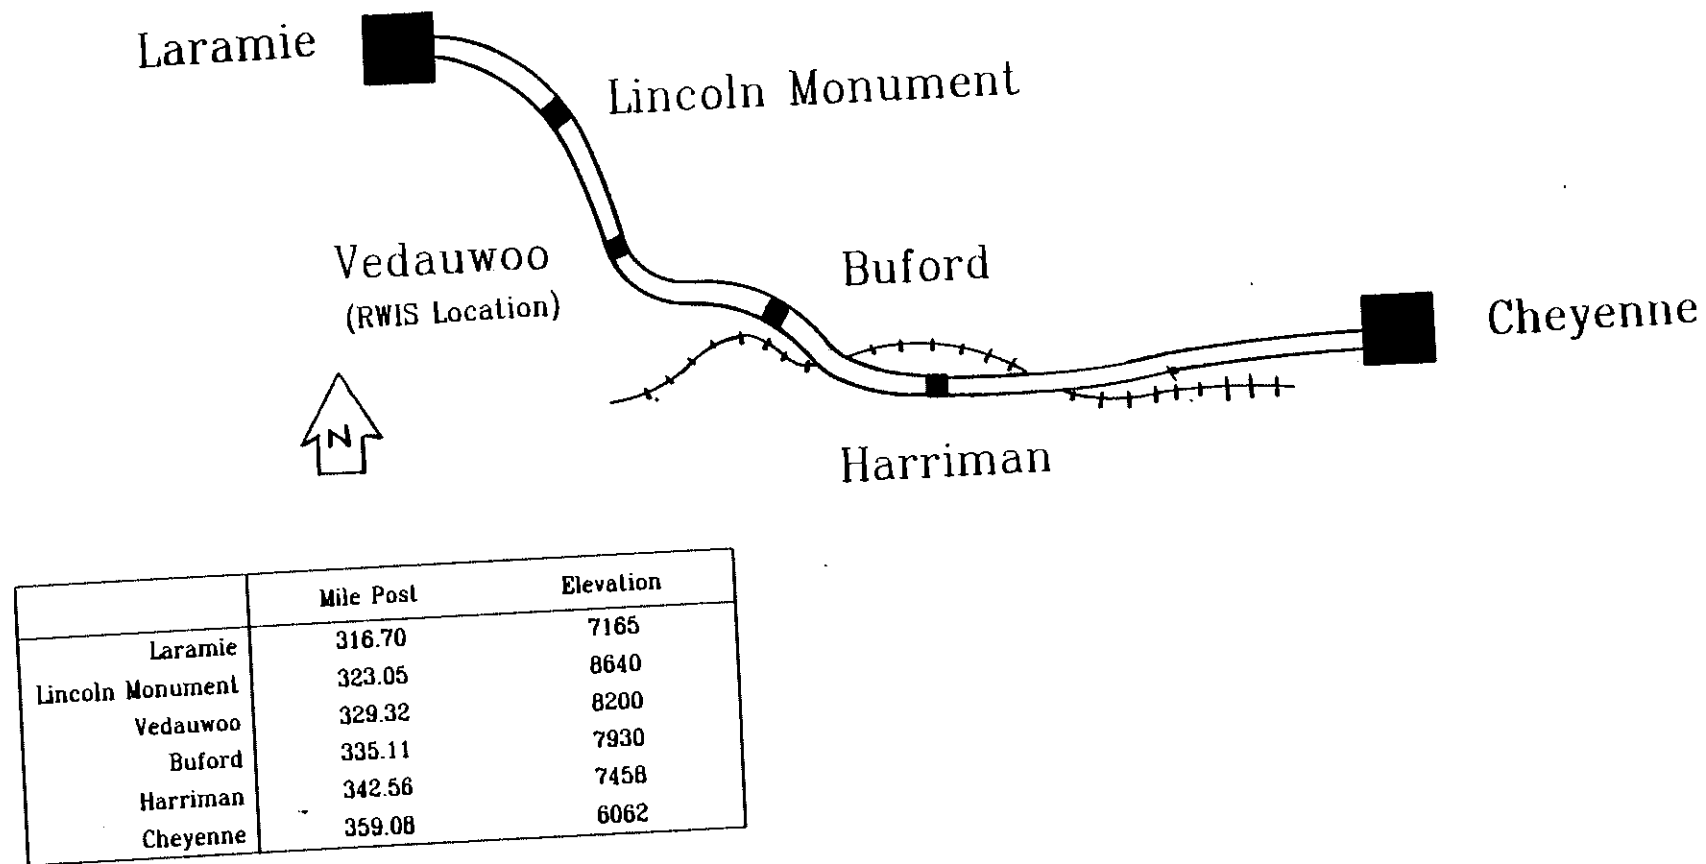 Laramie
Lincoln Monument
Vedauwoo
(RWIS Location)
Buford
Cheyenne
N
Harriman
Mile Post Elevation
Laramie 316.70 7165
Lincoln Monument 323.05 8640
Vedauwoo 329.32 8200
Buford 335.11 7930
Harriman 342.56 7458
Cheyenne 359.08 6062